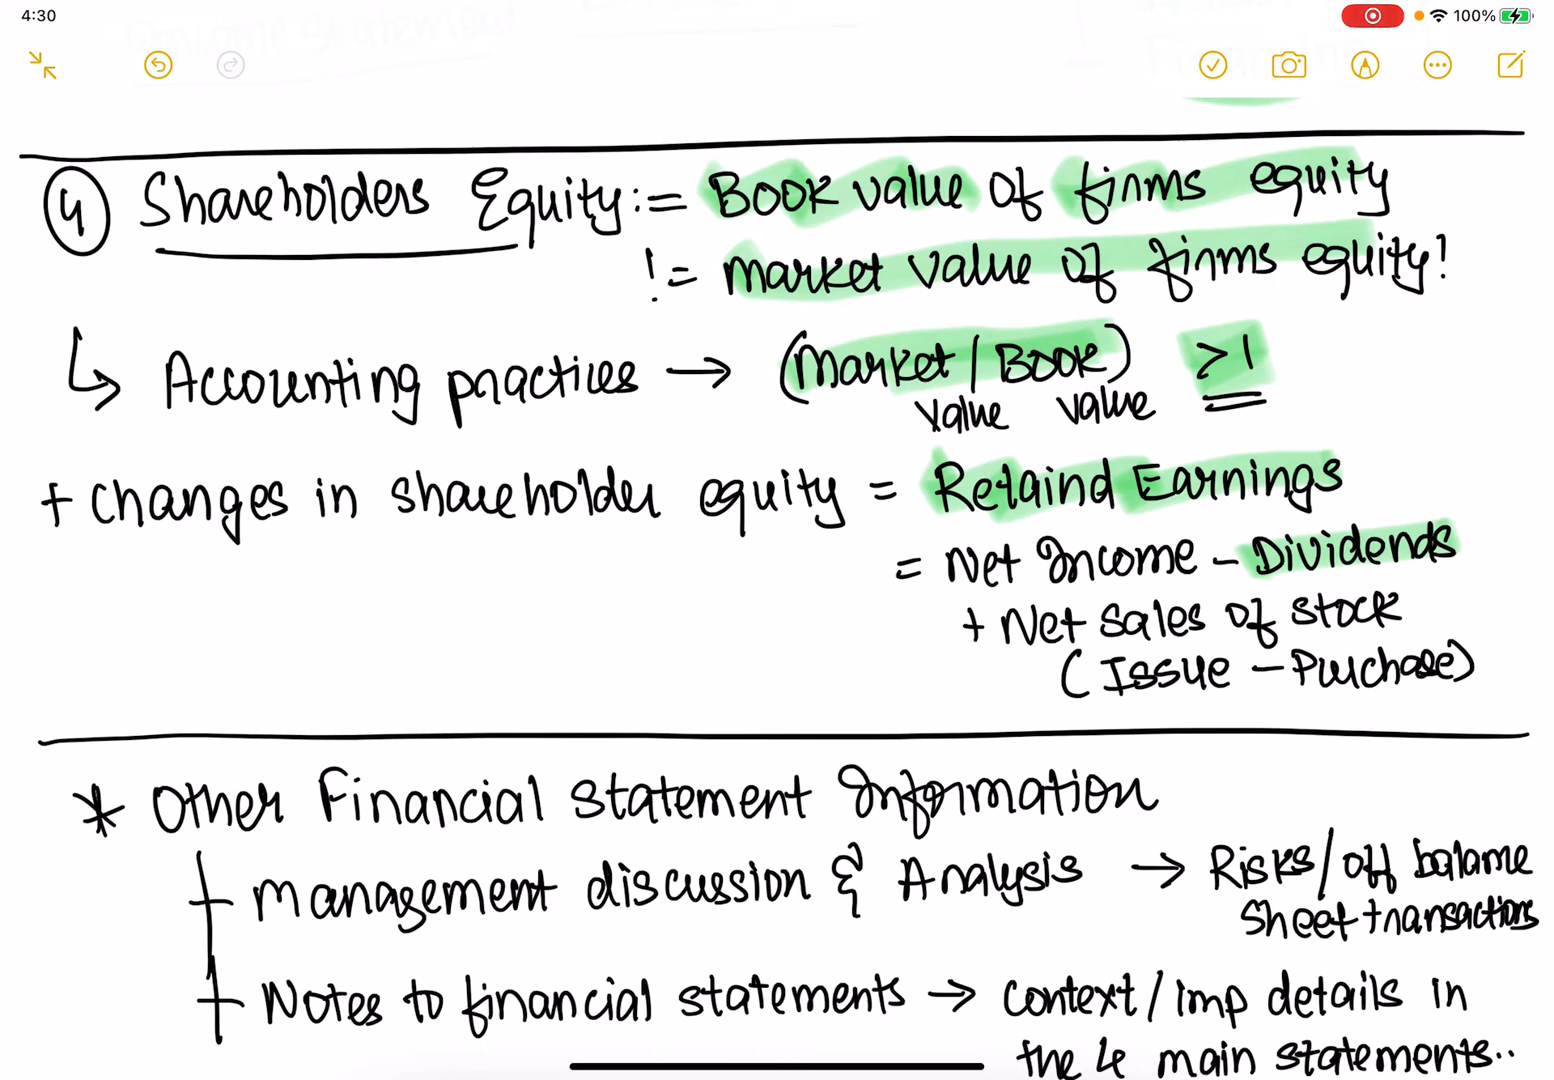 4:30
100%
④ Shareholders Equity := Book value of firms equity
!= market value of firms equity!
↳ Accounting practices → (Market / Book) >1
value value
+ changes in shareholder equity = Retaind Earnings
= Net Income - Dividends
+ Net sales of stock
(Issue - Purchase)
* Other Financial statement Information
+ Management discussion & Analysis → Risks/off balance
sheet transactions
+ Notes to financial statements → context/imp details in
the 4 main statements..